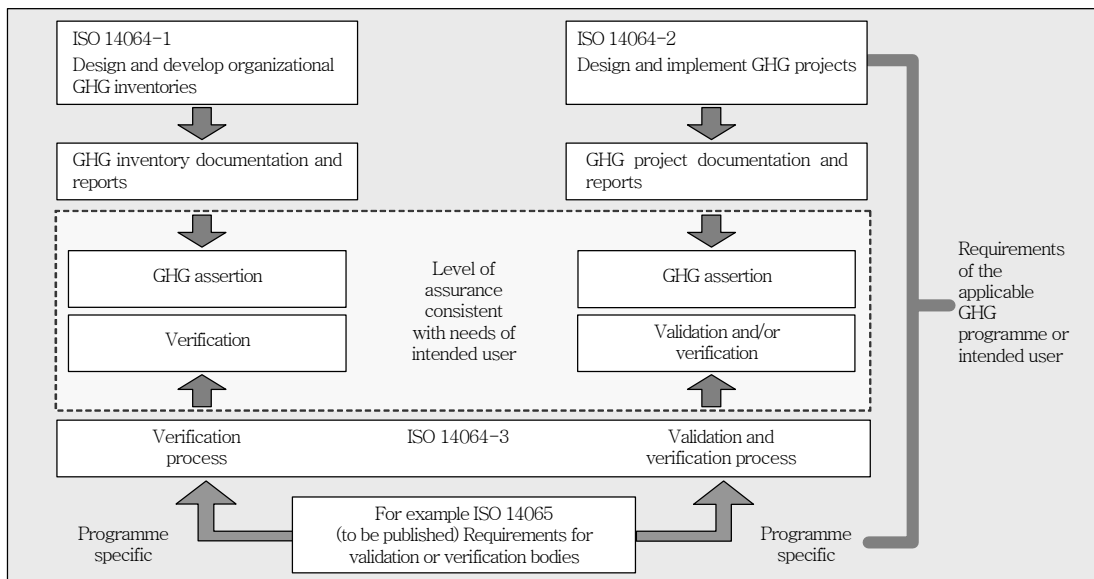 ISO 14064-1
Design and develop organizational
GHG inventories
ISO 14064-2
Design and implement GHG projects
GHG inventory documentation and
reports
GHG project documentation and
reports
GHG assertion
Verification
Level of
assurance
consistent
with needs of
intended user
GHG assertion
Validation and/or
verification
Requirements
of the
applicable
GHG
programme or
intended user
Verification
process
ISO 14064-3
Validation and
verification process
Programme
specific
For example ISO 14065
(to be published) Requirements for
validation or verification bodies
Programme
specific